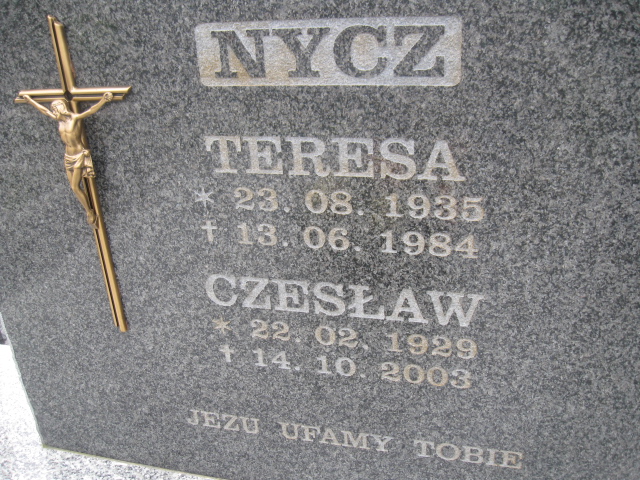 NYCZ
TERESA
* 23. 08. 1935
† 13. 06. 1984
CZESŁAW
* 22. 02. 1929
† 14. 10. 2003
JEZU UFAMY TOBIE